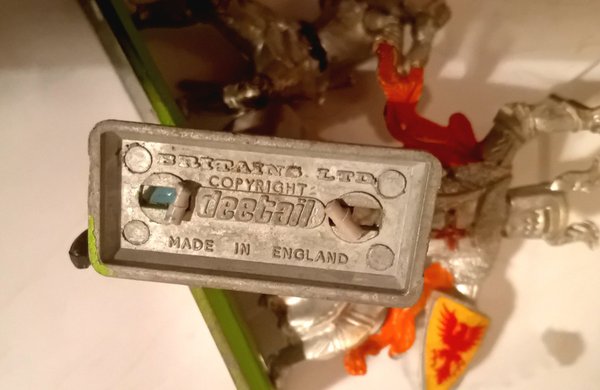 BRITAINS LTD
COPYRIGHT
deetail
MADE IN ENGLAND